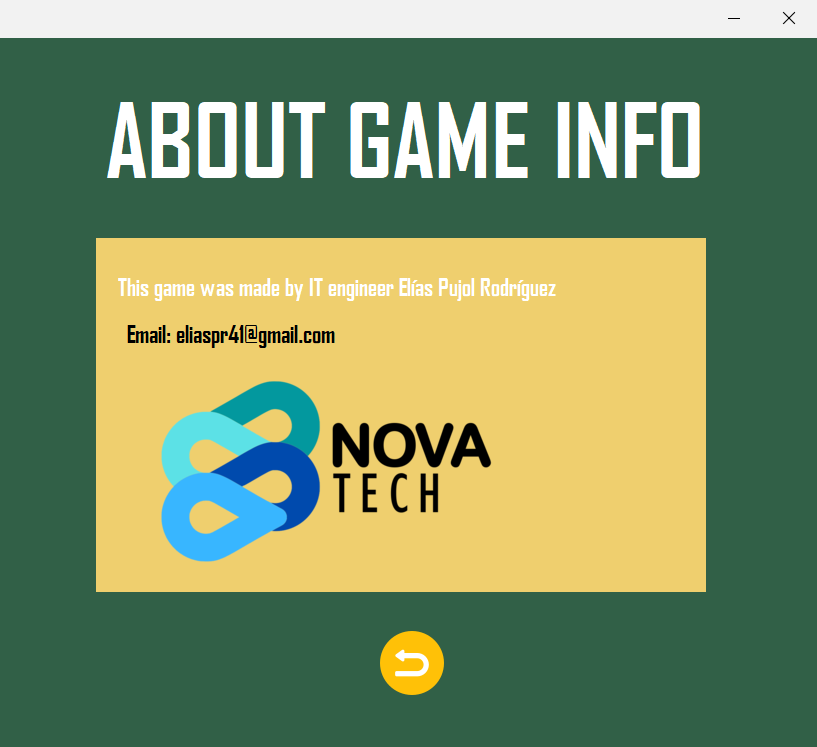 ABOUT GAME INFO
This game was made by IT engineer Elías Pujol Rodríguez
Email: eliaspr41@gmail.com
NOVA
TECH